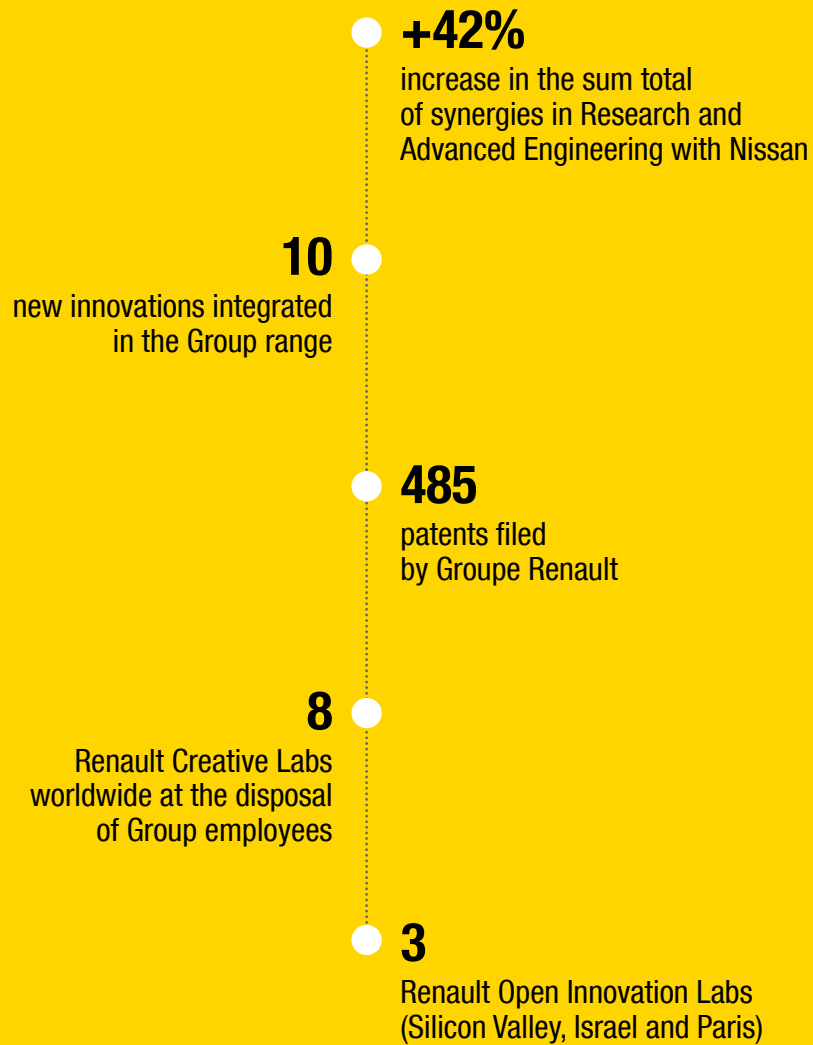 +42%
increase in the sum total
of synergies in Research and
Advanced Engineering with Nissan
10
new innovations integrated
in the Group range
485
patents filed
by Groupe Renault
8
Renault Creative Labs
worldwide at the disposal
of Group employees
3
Renault Open Innovation Labs
(Silicon Valley, Israel and Paris)